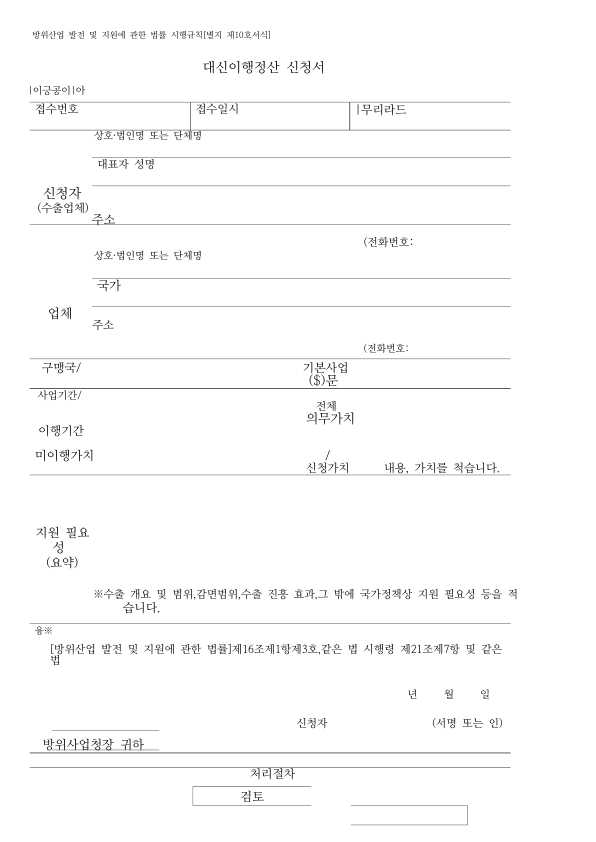 방위산업 발전 및 지원에 관한 법률 시행규칙[별지 제10호서식]
대신이행정산 신청서
|이궁공이|아
접수번호 접수일시 |무리라드
상호·법인명 또는 단체명
대표자 성명
신청자
(수출업체)
주소
(전화번호:
상호·법인명 또는 단체명
국가
업체
주소
(전화번호:
구맹국/ 기본사업
($)문
사업기간/
전체
의무가치
이행기간
미이행가치 /
신청가치 내용, 가치를 척습니다.
지원 필요
성
(요약)
※수출 개요 및 범위,감면범위,수출 진흥 효과,그 밖에 국가정책상 지원 필요성 등을 적
습니다.
용※
[방위산업 발전 및 지원에 관한 법률]제16조제1항제3호,같은 법 시행령 제21조제7항 및 같은
법
년 월 일
신청자 (서명 또는 인)
방위사업청장 귀하
처리절차
검토